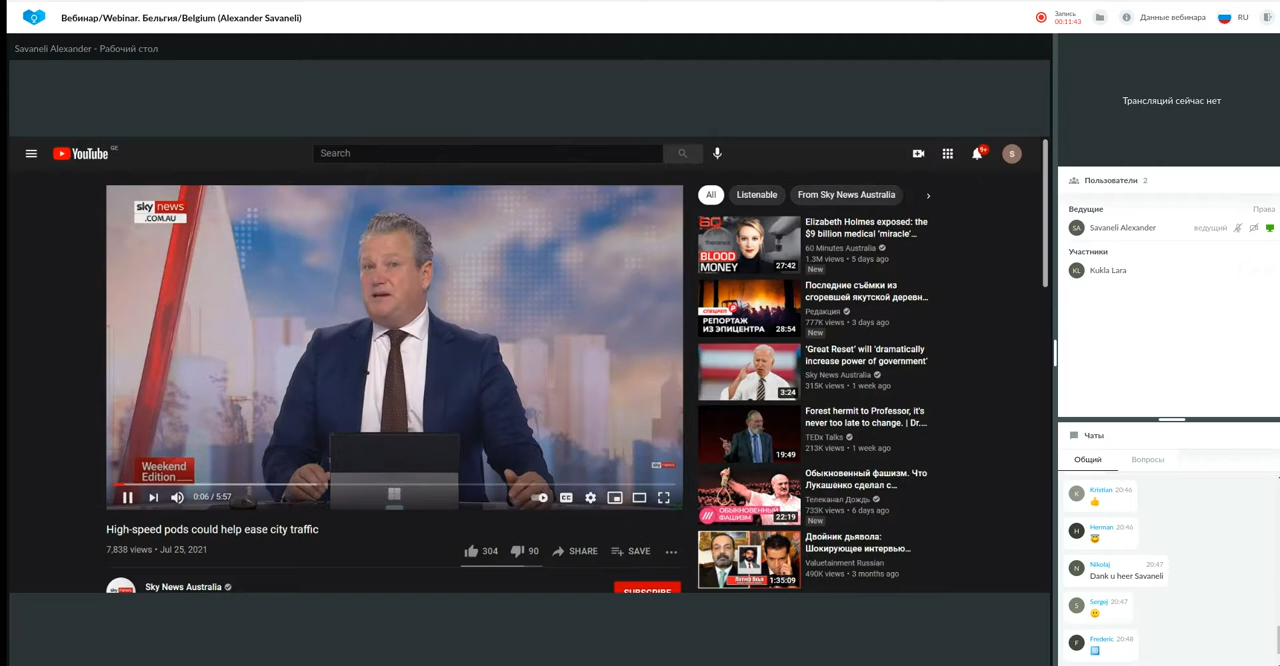 Вебинар/Webinar. Бельгия/Belgium (Alexander Savaneli)
Запись
00:11:43
Данные вебинара
RU
Savaneli Alexander - Рабочий стол
YouTube GE
Search
9+
S
sky news
.COM.AU
Weekend
Edition
0:06 / 5:57
High-speed pods could help ease city traffic
7,838 views • Jul 25, 2021
304
90
SHARE
SAVE
Sky News Australia
SUBSCRIBE
All
Listenable
From Sky News Australia
BLOOD
MONEY
27:42
Elizabeth Holmes exposed: the
$9 billion medical 'miracle'...
60 Minutes Australia
1.3M views • 5 days ago
New
РЕПОРТАЖ
ИЗ ЭПИЦЕНТРА
28:54
Последние съёмки из
сгоревшей якутской деревн...
Редакция
777K views • 3 days ago
New
3:24
'Great Reset' will 'dramatically
increase power of government'
Sky News Australia
315K views • 1 week ago
19:49
Forest hermit to Professor, it's
never too late to change. | Dr....
TEDx Talks
213K views • 1 week ago
ОБЫКНОВЕННЫЙ
ФАШИЗМ
22:19
Обыкновенный фашизм. Что
Лукашенко сделал с...
Телеканал Дождь
733K views • 6 days ago
New
1:35:09
Двойник дьявола:
Шокирующее интервью...
Valuetainment Russian
490K views • 3 months ago
Трансляций сейчас нет
Пользователи 2
Ведущие
Права
SA
Savaneli Alexander
ведущий
Участники
KL
Kukla Lara
Чаты
Общий
Вопросы
K
Kristian 20:46
H
Herman 20:46
N
Nikolaj 20:47
Dank u heer Savaneli
S
Sergej 20:47
F
Frederic 20:48